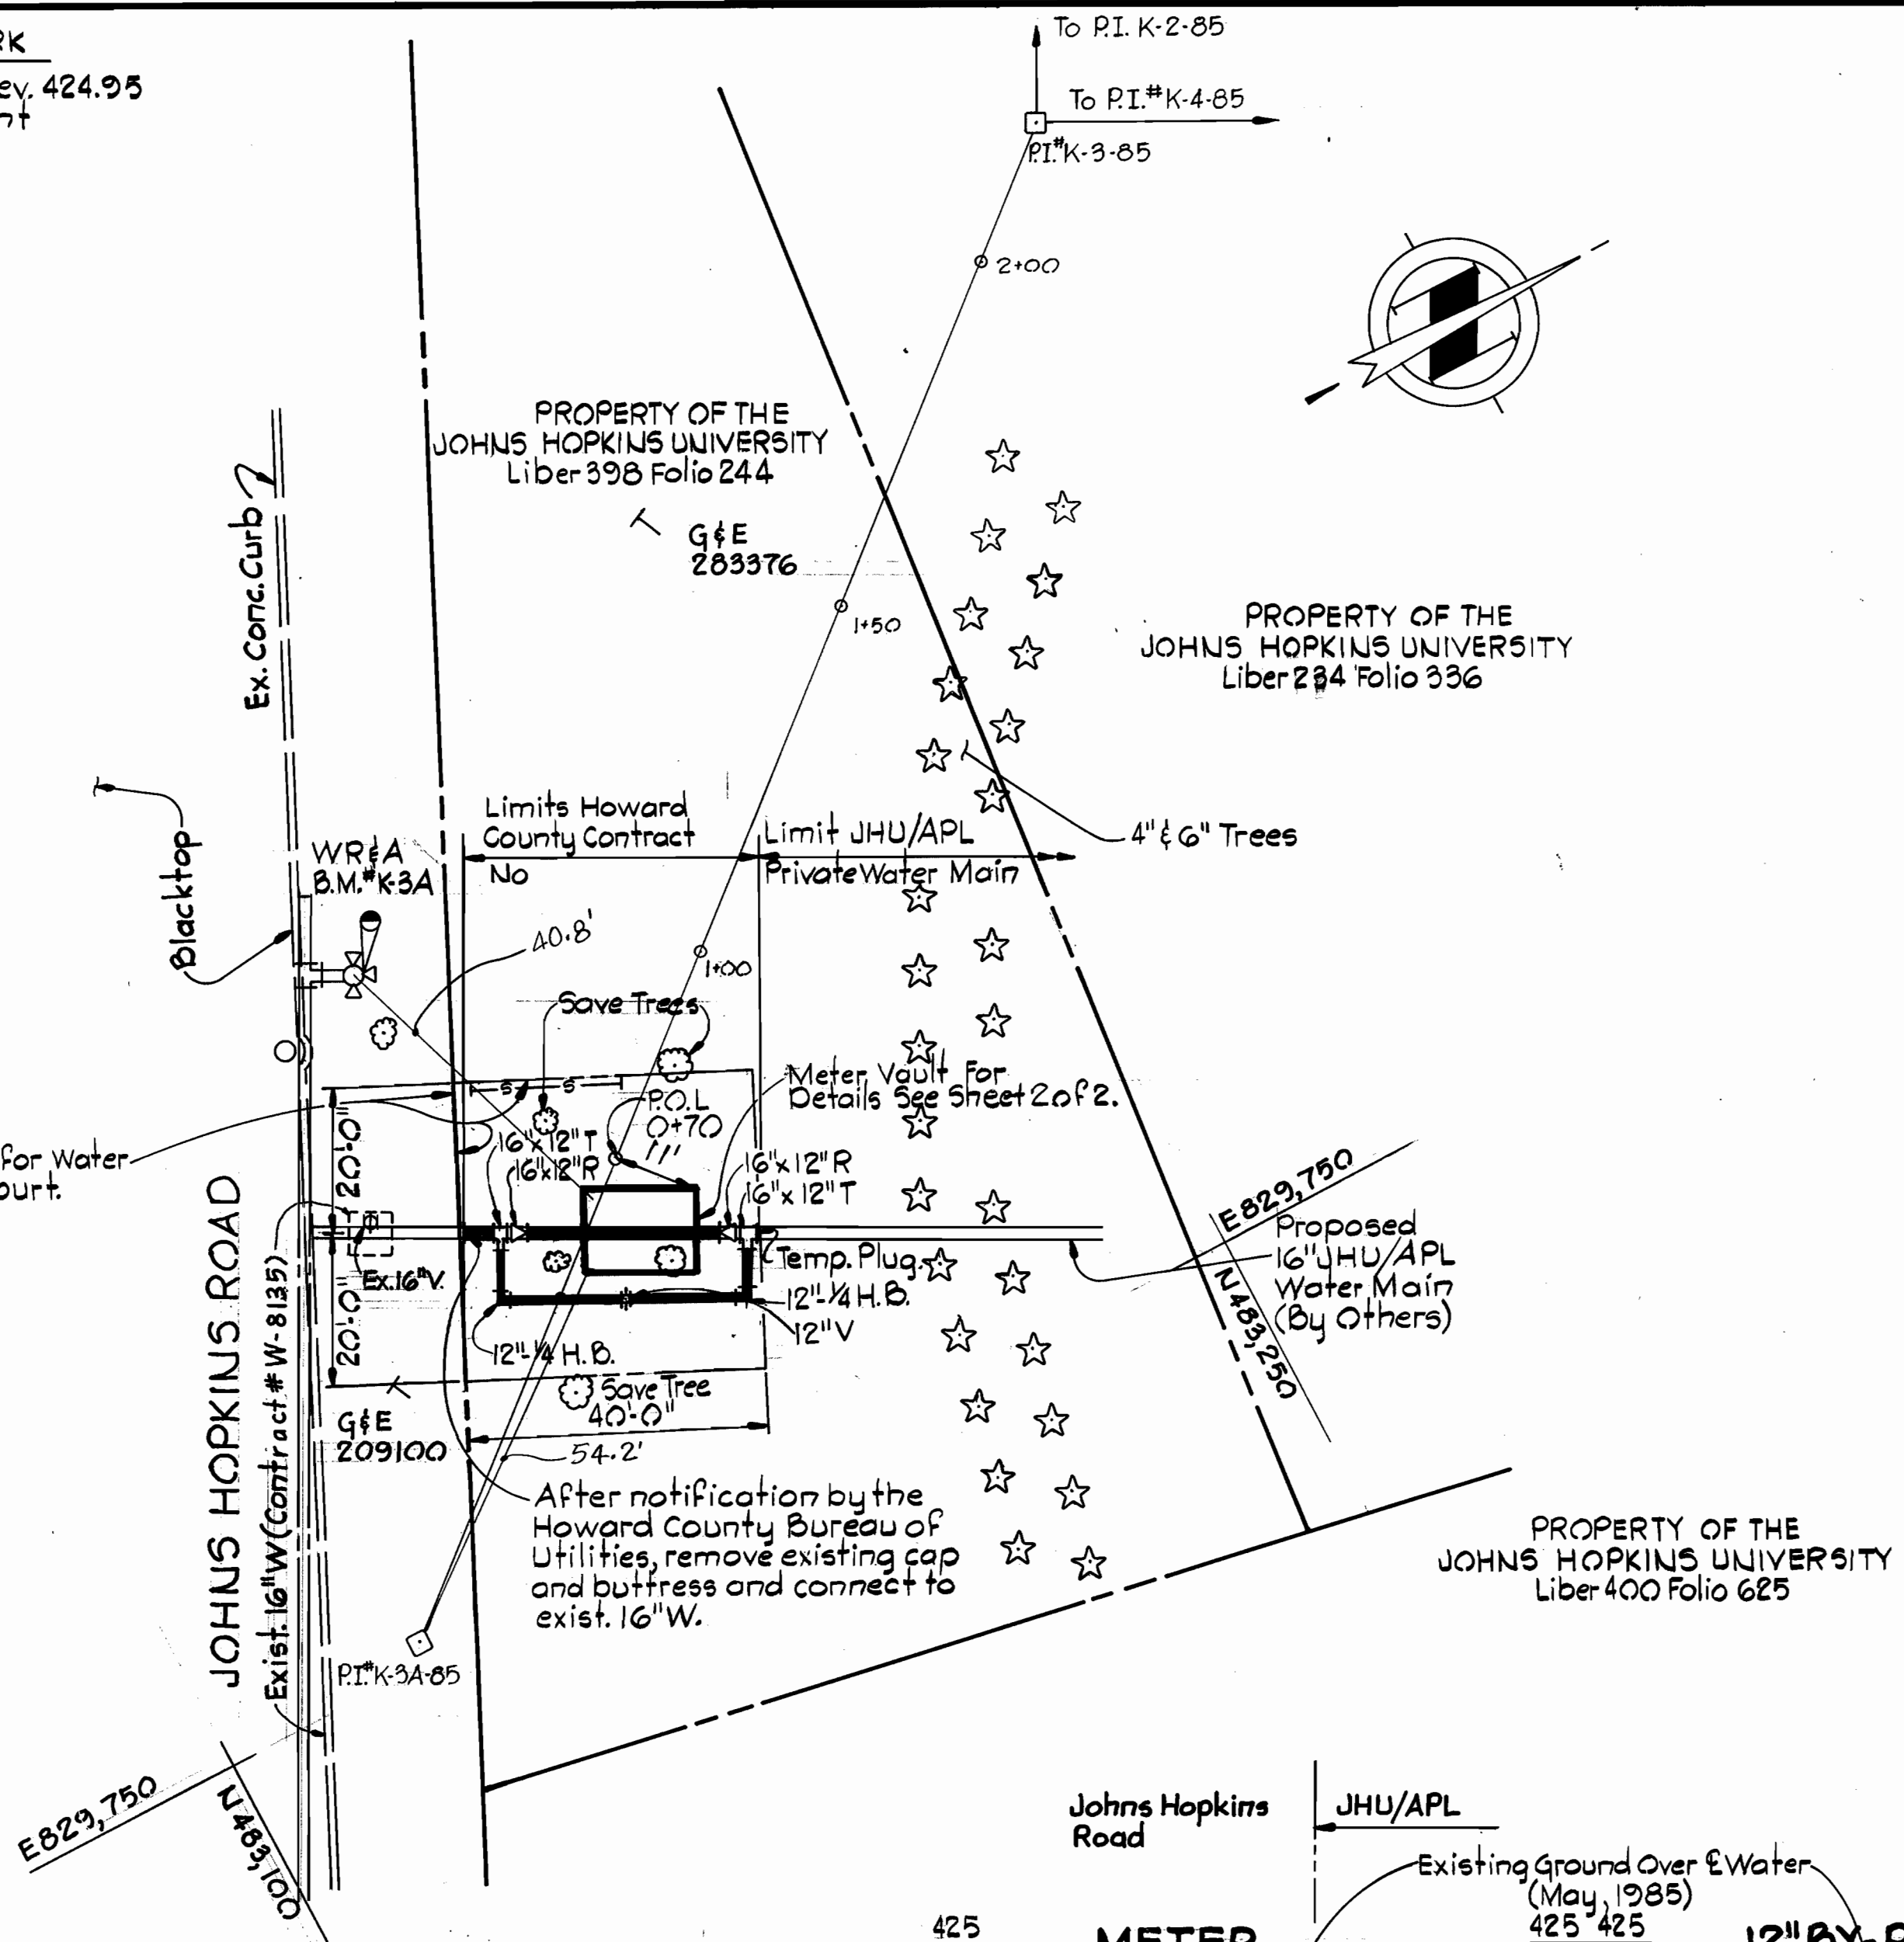 ev. 424.95
To P.I. K-2-85
To P.I.#K-4-85
P.I.#K-3-85
2+00
PROPERTY OF THE
JOHNS HOPKINS UNIVERSITY
Liber 398 Folio 244
G&E
283376
1+50
Ex. Conc. Curb
PROPERTY OF THE
JOHNS HOPKINS UNIVERSITY
Liber 234 Folio 336
Limits Howard
County Contract
No
Limit JHU/APL
Private Water Main
4" & 6" Trees
Blacktop
WR&A
B.M.#K-3A
40.8'
1+00
Save Trees
Meter Vault For
Details See Sheet 2 of 2.
S S
P.O.L
0+70
16"x12"T
16"x12"R
16"x12"R
16"x12"T
for Water
ourt.
20'-0"
20'-0"
Ex.16"V.
Temp. Plug
12"-1/4 H.B.
12"V
12"-1/4 H.B.
E829,750
N 483,250
Proposed
16" JHU/APL
Water Main
(By Others)
JOHNS HOPKINS ROAD
Exist. 16"W (Contract # W-8135)
Save Tree
40'-0"
G&E
209100
54.2'
After notification by the
Howard County Bureau of
Utilities, remove existing cap
and buttress and connect to
exist. 16"W.
PROPERTY OF THE
JOHNS HOPKINS UNIVERSITY
Liber 400 Folio 625
P.I.#K-3A-85
E829,750
N 483,100
Johns Hopkins
Road
JHU/APL
Existing Ground Over ℄ Water
(May, 1985)
425
425 425
METER
12" BY-P